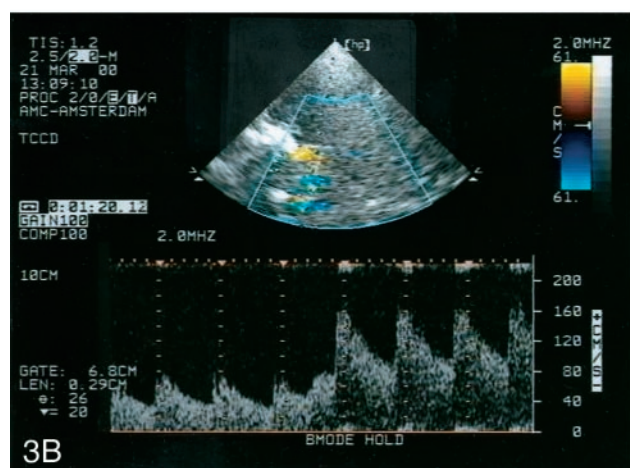 TIS:1.2
2.5/2.0-M
21 MAR 00
13:09:10
PROC 2/0/E/T/A
AMC-AMSTERDAM
TCCD
0:01:20.12
GAIN100
COMP100
2.0MHZ
10CM
GATE: 6.8CM
LEN: 0.29CM
θ: 26
▼= 20
[hp]
2.0MHZ
61.
CM/S
61.
200
160
120
80
40
0
+CM/S
BMODE HOLD
3B